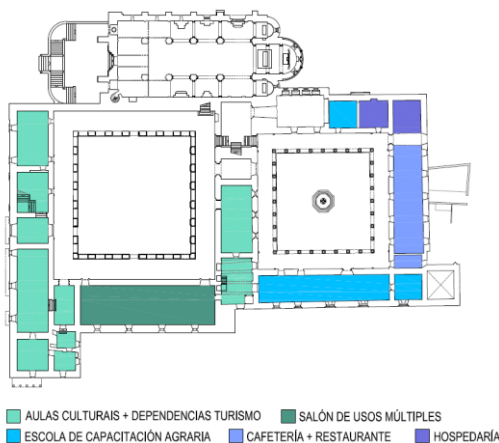 AULAS CULTURAIS + DEPENDENCIAS TURISMO SALÓN DE USOS MÚLTIPLES
ESCOLA DE CAPACITACIÓN AGRARIA CAFETERÍA + RESTAURANTE HOSPEDARÍA